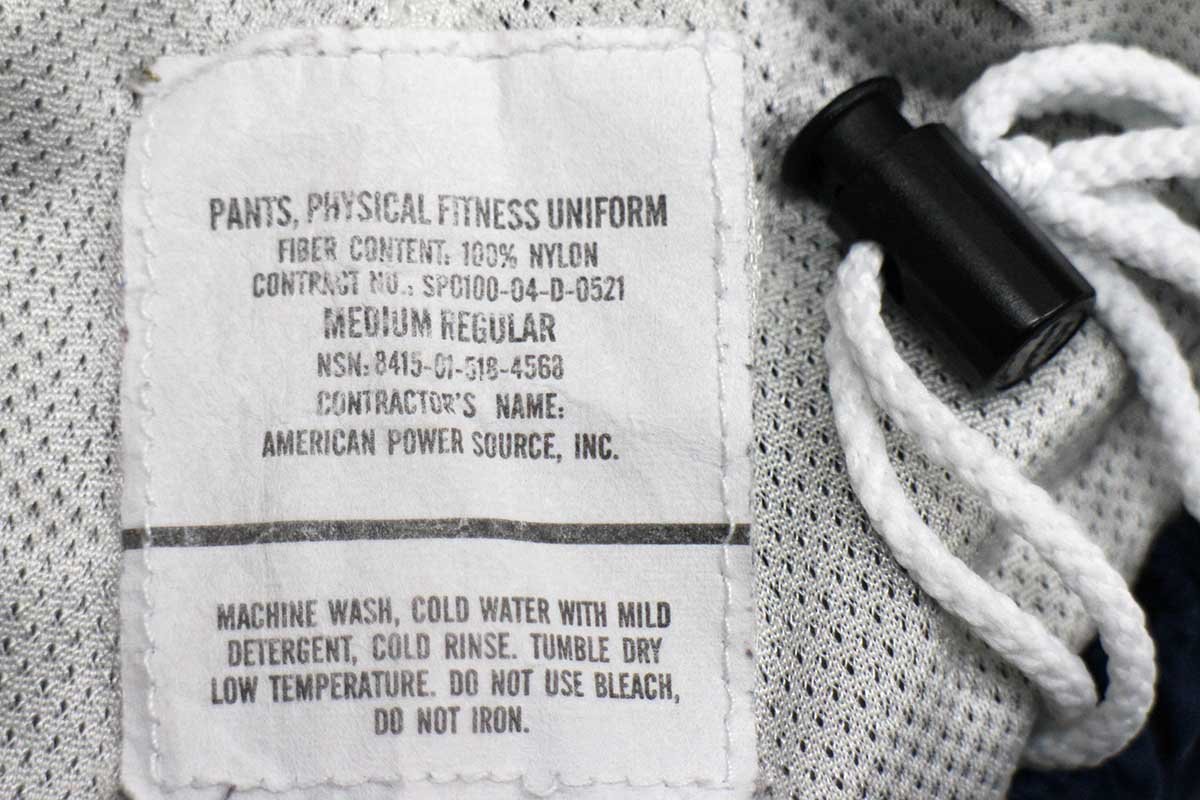 PANTS, PHYSICAL FITNESS UNIFORM
FIBER CONTENT: 100% NYLON
CONTRACT NO.: SPO100-04-D-0521
MEDIUM REGULAR
NSN: 8415-01-518-4568
CONTRACTOR'S NAME:
AMERICAN POWER SOURCE, INC.
MACHINE WASH, COLD WATER WITH MILD
DETERGENT, COLD RINSE. TUMBLE DRY
LOW TEMPERATURE. DO NOT USE BLEACH,
DO NOT IRON.